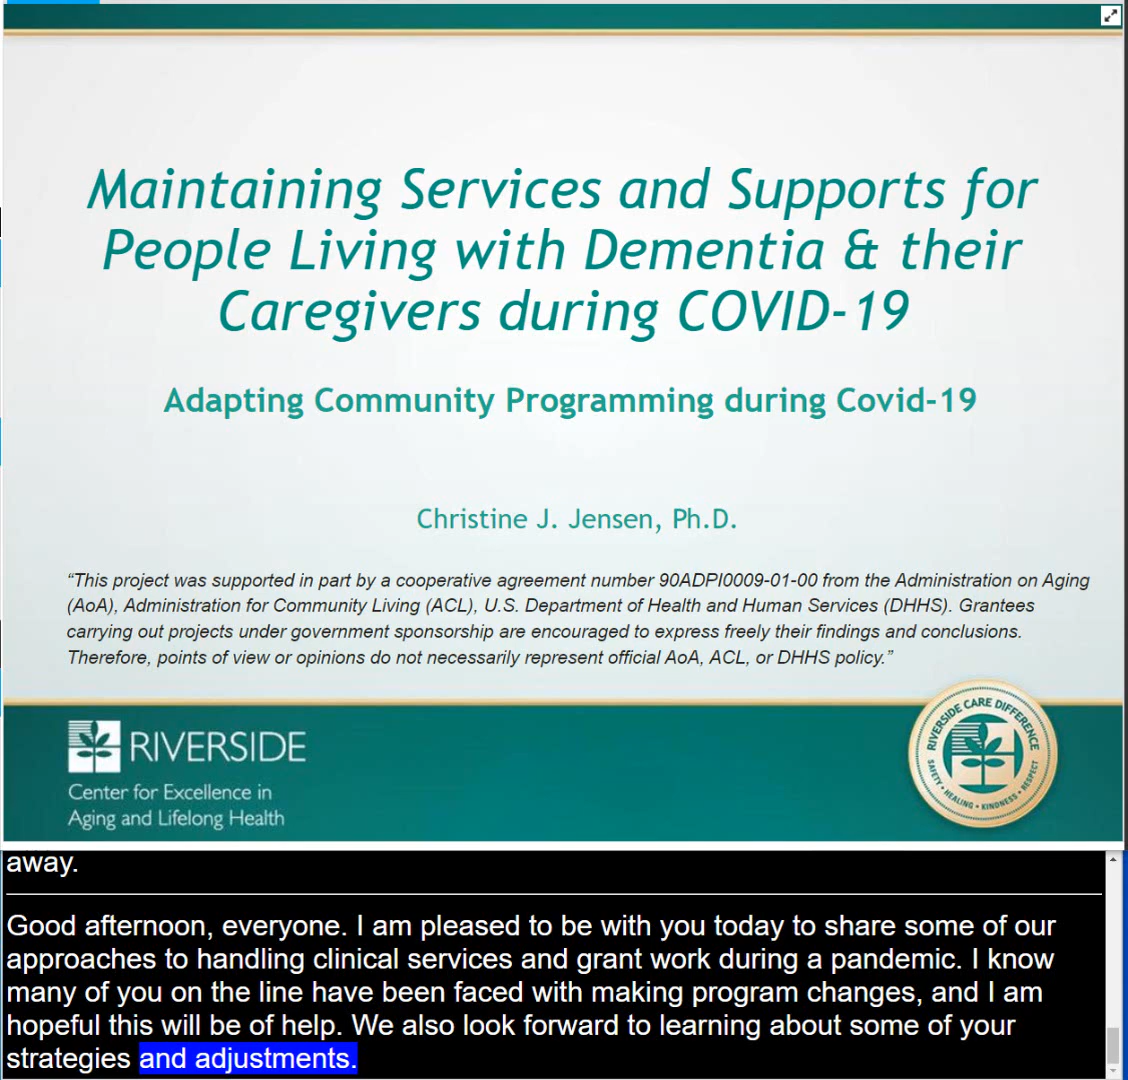 Maintaining Services and Supports for
People Living with Dementia & their
Caregivers during COVID-19
Adapting Community Programming during Covid-19
Christine J. Jensen, Ph.D.
“This project was supported in part by a cooperative agreement number 90ADPI0009-01-00 from the Administration on Aging
(AoA), Administration for Community Living (ACL), U.S. Department of Health and Human Services (DHHS). Grantees
carrying out projects under government sponsorship are encouraged to express freely their findings and conclusions.
Therefore, points of view or opinions do not necessarily represent official AoA, ACL, or DHHS policy.”
RIVERSIDE
Center for Excellence in
Aging and Lifelong Health
RIVERSIDE CARE DIFFERENCE
SAFETY • HEALING • KINDNESS • RESPECT
away.
Good afternoon, everyone. I am pleased to be with you today to share some of our
approaches to handling clinical services and grant work during a pandemic. I know
many of you on the line have been faced with making program changes, and I am
hopeful this will be of help. We also look forward to learning about some of your
strategies and adjustments.